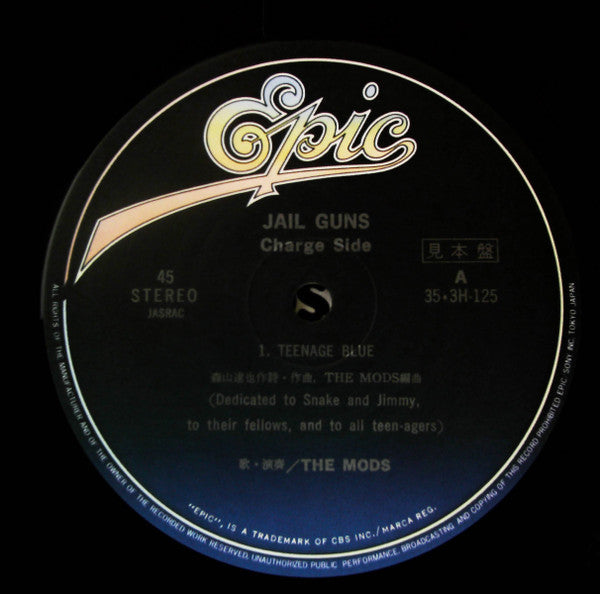 Epic
JAIL GUNS
Charge Side
見本盤
45
STEREO
JASRAC
A
35・3H-125
1. TEENAGE BLUE
森山達也作詩・作曲, THE MODS編曲
(Dedicated to Snake and Jimmy,
to their fellows, and to all teen-agers)
歌・演奏/THE MODS
"EPIC", IS A TRADEMARK OF CBS INC./MARCA REG.
ALL RIGHTS OF THE MANUFACTURER AND OF THE OWNER OF THE RECORDED WORK RESERVED. UNAUTHORIZED PUBLIC PERFORMANCE, BROADCASTING AND COPYING OF THIS RECORD PROHIBITED EPIC. SONY INC. TOKYO JAPAN